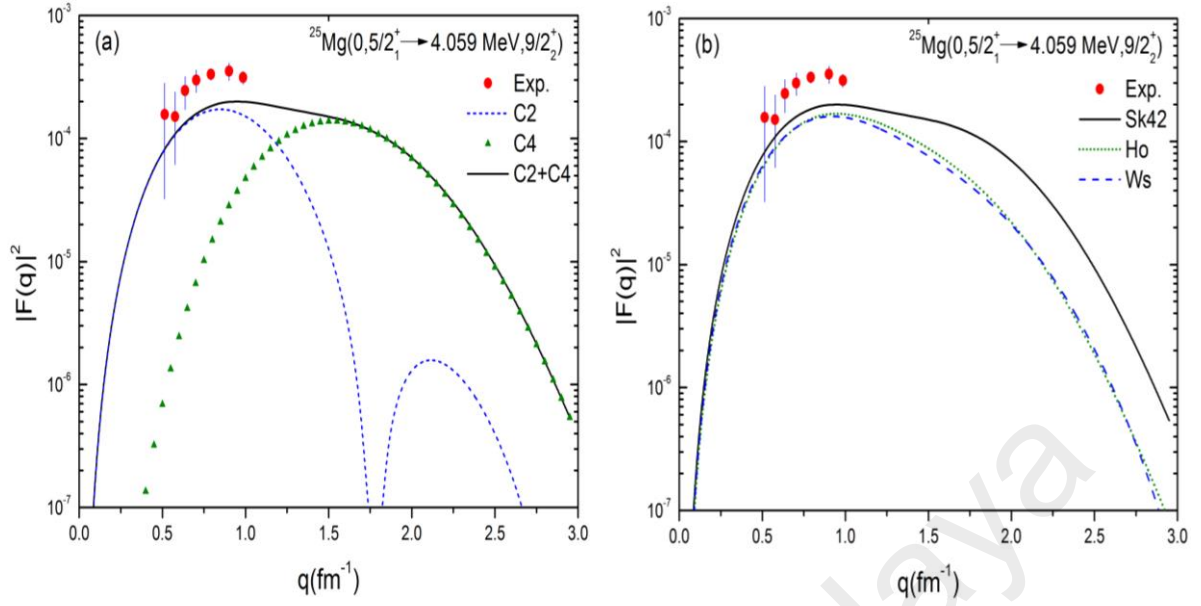 (a)
²⁵Mg(0,5/2₁⁺→4.059 MeV,9/2₂⁺)
Exp.
C2
C4
C2+C4
|F(q)|²
10⁻³
10⁻⁴
10⁻⁵
10⁻⁶
10⁻⁷
0.0 0.5 1.0 1.5 2.0 2.5 3.0
q(fm⁻¹)
(b)
²⁵Mg(0,5/2₁⁺→4.059 MeV,9/2₂⁺)
Exp.
Sk42
Ho
Ws
|F(q)|²
10⁻³
10⁻⁴
10⁻⁵
10⁻⁶
10⁻⁷
0.0 0.5 1.0 1.5 2.0 2.5 3.0
q(fm⁻¹)